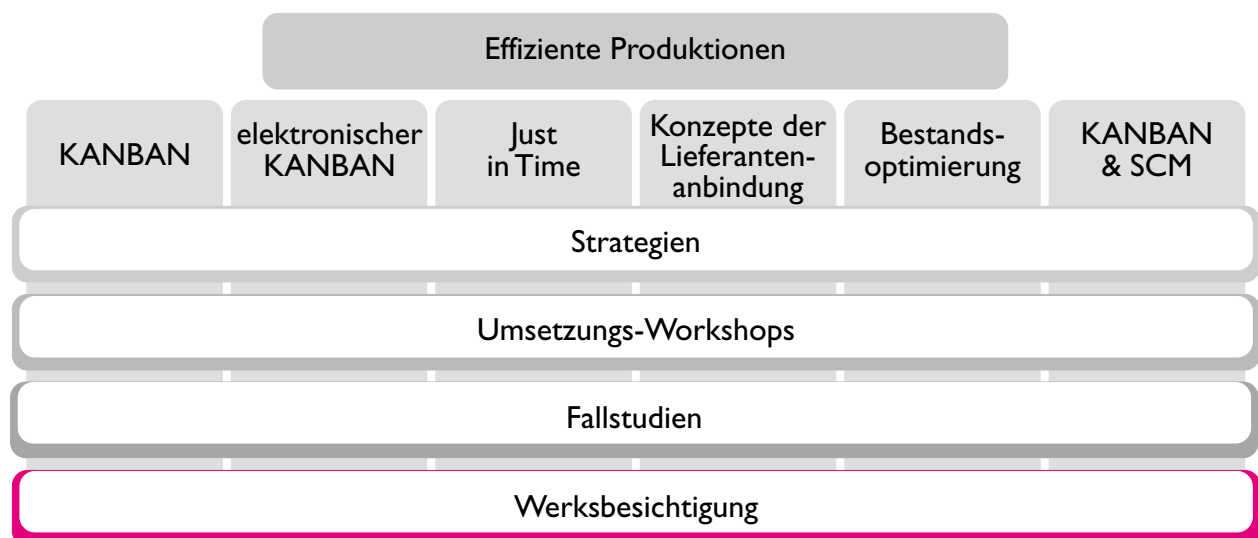 Effiziente Produktionen
KANBAN
elektronischer
KANBAN
Just
in Time
Konzepte der
Lieferanten-
anbindung
Bestands-
optimierung
KANBAN
& SCM
Strategien
Umsetzungs-Workshops
Fallstudien
Werksbesichtigung